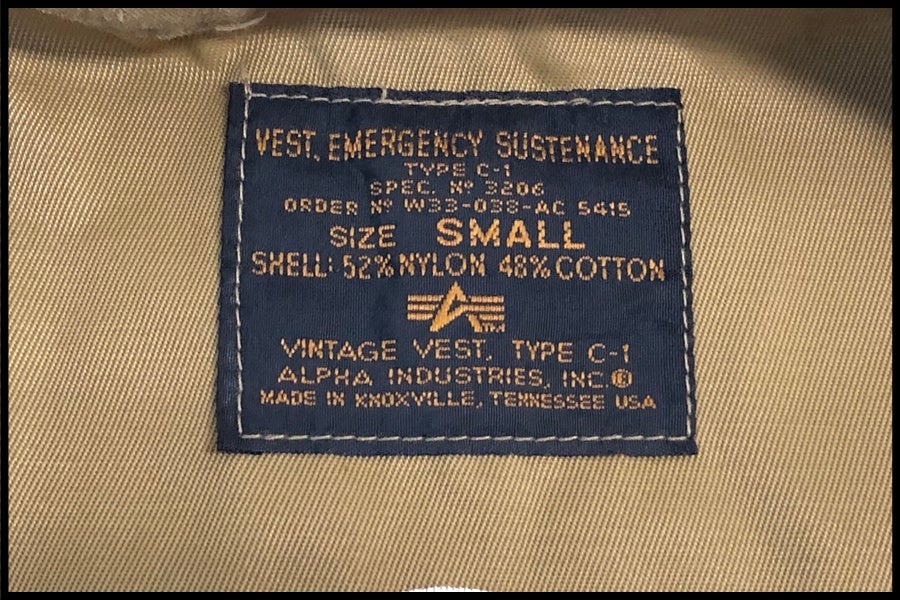 VEST, EMERGENCY SUSTENANCE
TYPE C-1
SPEC. Nº 3206
ORDER Nº W33-038-AC 5415
SIZE SMALL
SHELL: 52% NYLON 48% COTTON
A™
VINTAGE VEST, TYPE C-1
ALPHA INDUSTRIES, INC.®
MADE IN KNOXVILLE, TENNESSEE USA